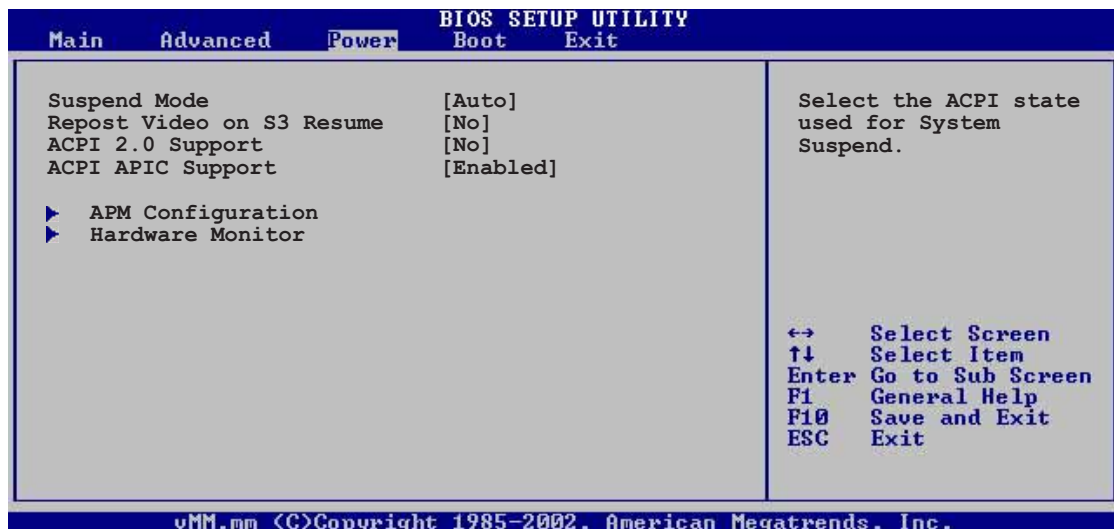 BIOS SETUP UTILITY
Main Advanced Power Boot Exit
Suspend Mode [Auto]
Repost Video on S3 Resume [No]
ACPI 2.0 Support [No]
ACPI APIC Support [Enabled]
APM Configuration
Hardware Monitor
Select the ACPI state
used for System
Suspend.
←→ Select Screen
↑↓ Select Item
Enter Go to Sub Screen
F1 General Help
F10 Save and Exit
ESC Exit
vMM.mm (C)Copyright 1985-2002, American Megatrends, Inc.